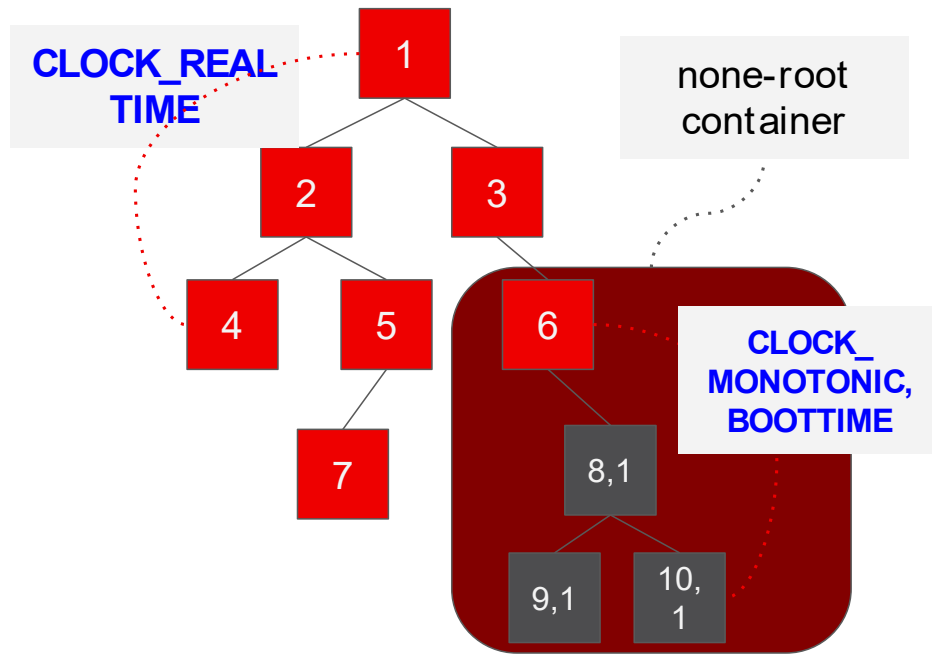 1
CLOCK_REAL
TIME
none-root
container
2
3
4
5
6
CLOCK_
MONOTONIC,
BOOTTIME
7
8,1
9,1
10,
1